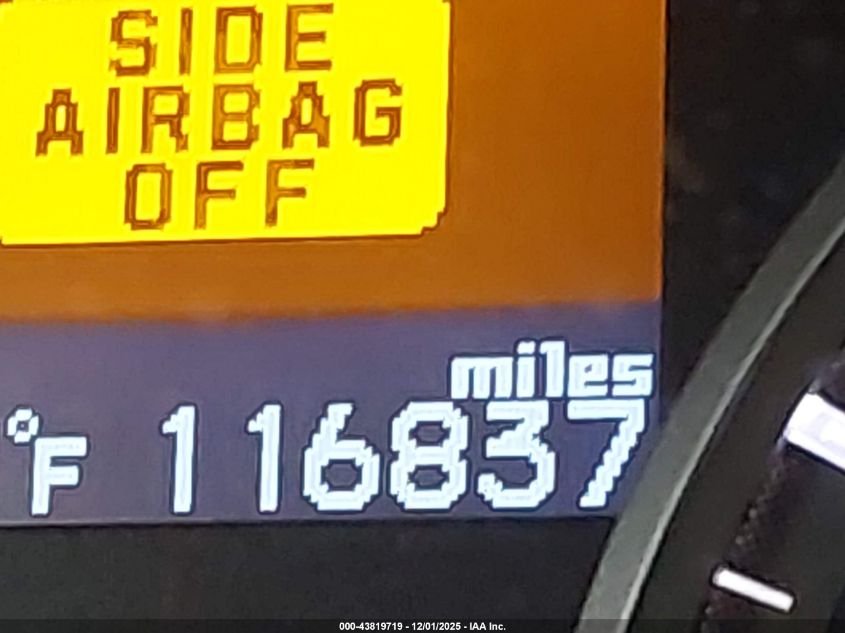 SIDE
AIRBAG
OFF
miles
°F 116837
000-43819719 - 12/01/2025 - IAA Inc.